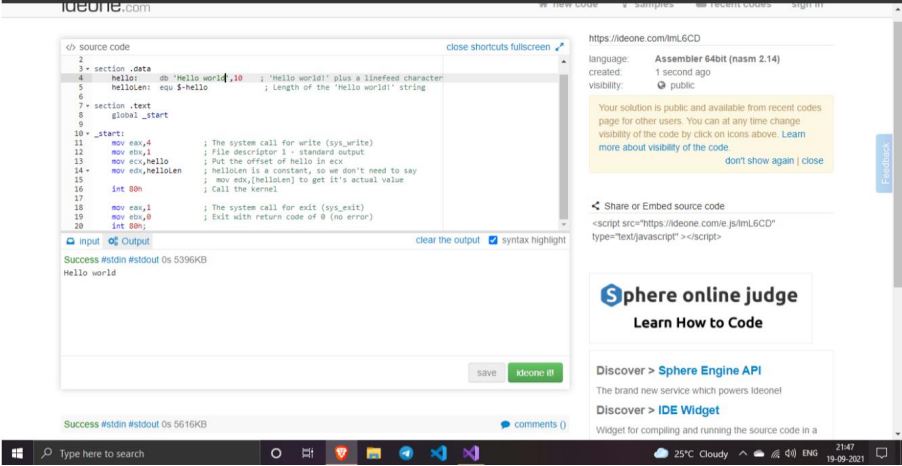 ideone.com
new code samples recent codes sign in
</> source code
close shortcuts fullscreen
2
3 section .data
4 hello: db 'Hello world',10 ; 'Hello world!' plus a linefeed character
5 helloLen: equ $-hello ; Length of the 'Hello world!' string
6
7 section .text
8 global _start
9
10 _start:
11 mov eax,4 ; The system call for write (sys_write)
12 mov ebx,1 ; File descriptor 1 - standard output
13 mov ecx,hello ; Put the offset of hello in ecx
14 mov edx,helloLen ; helloLen is a constant, so we don't need to say
15 ; mov edx,[helloLen] to get it's actual value
16 int 80h ; Call the kernel
17
18 mov eax,1 ; The system call for exit (sys_exit)
19 mov ebx,0 ; Exit with return code of 0 (no error)
20 int 80h;
input Output
clear the output syntax highlight
Success #stdin #stdout 0s 5396KB
Hello world
save ideone it!
Success #stdin #stdout 0s 5616KB
comments ()
https://ideone.com/ImL6CD
language: Assembler 64bit (nasm 2.14)
created: 1 second ago
visibility: public
Your solution is public and available from recent codes
page for other users. You can at any time change
visibility of the code by click on icons above. Learn
more about visibility of the code.
don't show again | close
Feedback
Share or Embed source code
<script src="https://ideone.com/e.js/ImL6CD"
type="text/javascript" ></script>
Sphere online judge
Learn How to Code
Discover > Sphere Engine API
The brand new service which powers Ideone!
Discover > IDE Widget
Widget for compiling and running the source code in a
Type here to search
25°C Cloudy ENG
21:47
19-09-2021